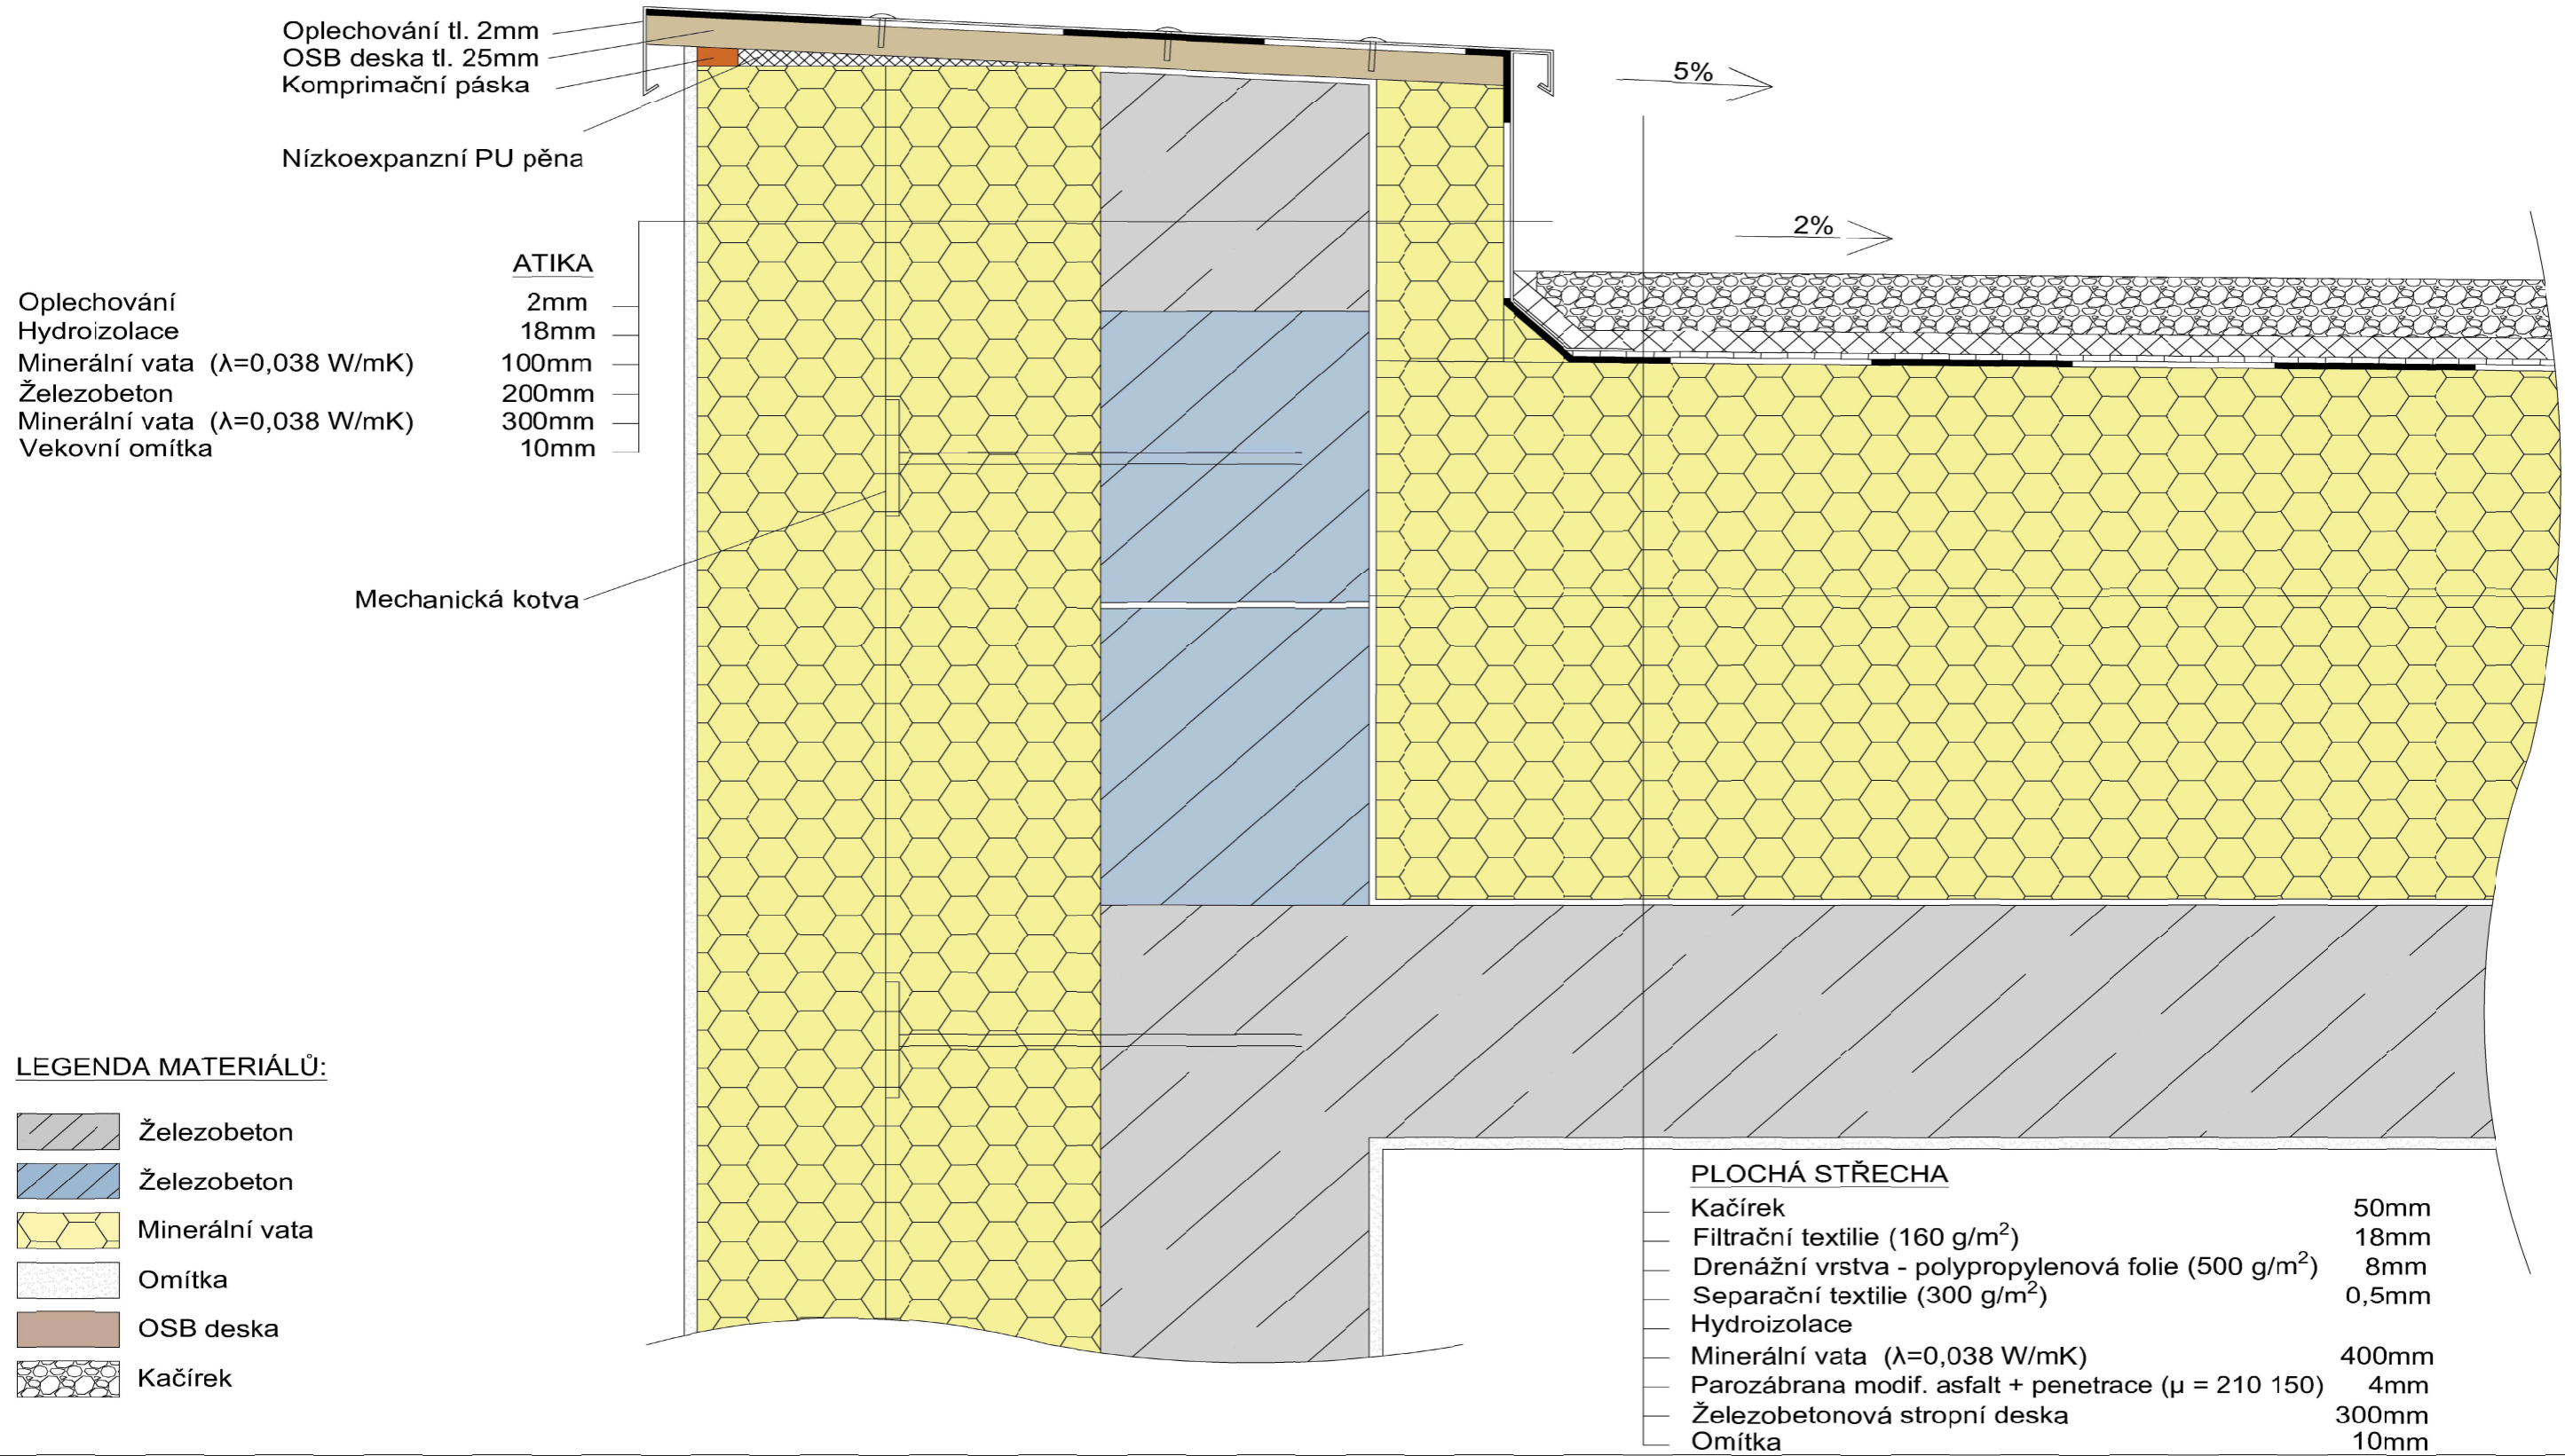 Oplechování tl. 2mm
OSB deska tl. 25mm
Komprimační páska
Nízkoexpanzní PU pěna
5%
2%
ATIKA
Oplechování 2mm
Hydroizolace 18mm
Minerální vata (λ=0,038 W/mK) 100mm
Železobeton 200mm
Minerální vata (λ=0,038 W/mK) 300mm
Vekovní omítka 10mm
Mechanická kotva
LEGENDA MATERIÁLŮ:
Železobeton
Železobeton
Minerální vata
Omítka
OSB deska
Kačírek
PLOCHÁ STŘECHA
Kačírek 50mm
Filtrační textilie (160 g/m²) 18mm
Drenážní vrstva - polypropylenová folie (500 g/m²) 8mm
Separační textilie (300 g/m²) 0,5mm
Hydroizolace
Minerální vata (λ=0,038 W/mK) 400mm
Parozábrana modif. asfalt + penetrace (μ = 210 150) 4mm
Železobetonová stropní deska 300mm
Omítka 10mm